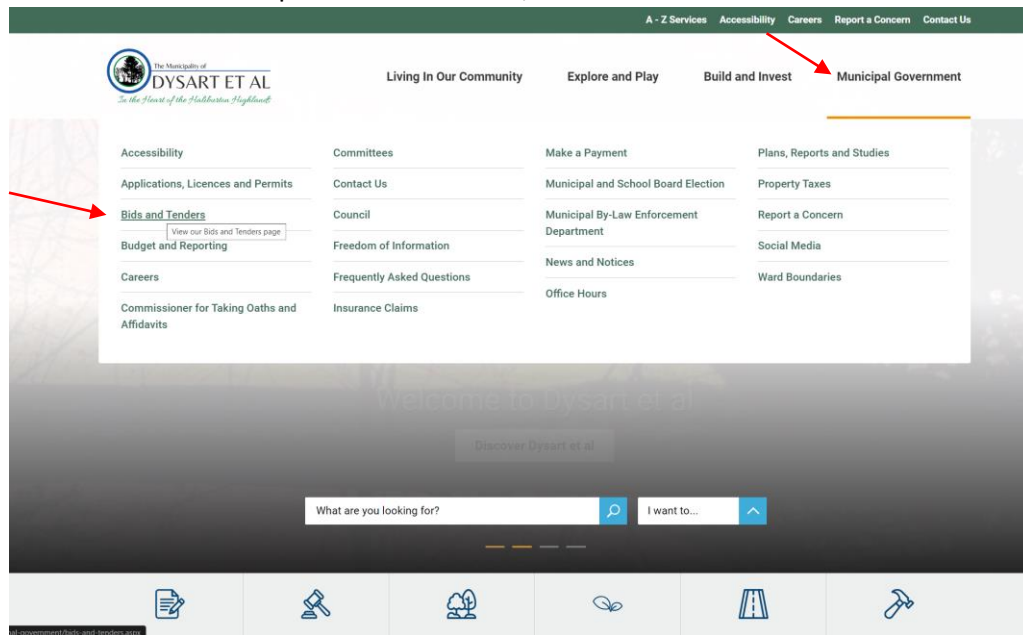 A - Z Services Accessibility Careers Report a Concern Contact Us
The Municipality of
DYSART ET AL
In the Heart of the Haliburton Highlands
Living In Our Community Explore and Play Build and Invest Municipal Government
Accessibility Committees Make a Payment Plans, Reports and Studies
Applications, Licences and Permits Contact Us Municipal and School Board Election Property Taxes
Bids and Tenders Council Municipal By-Law Enforcement Report a Concern
View our Bids and Tenders page Department
Budget and Reporting Freedom of Information Social Media
News and Notices
Careers Frequently Asked Questions Ward Boundaries
Office Hours
Commissioner for Taking Oaths and Insurance Claims
Affidavits
Welcome to Dysart et al
Discover Dysart et al
What are you looking for? I want to...
al-government/bids-and-tenders.aspx